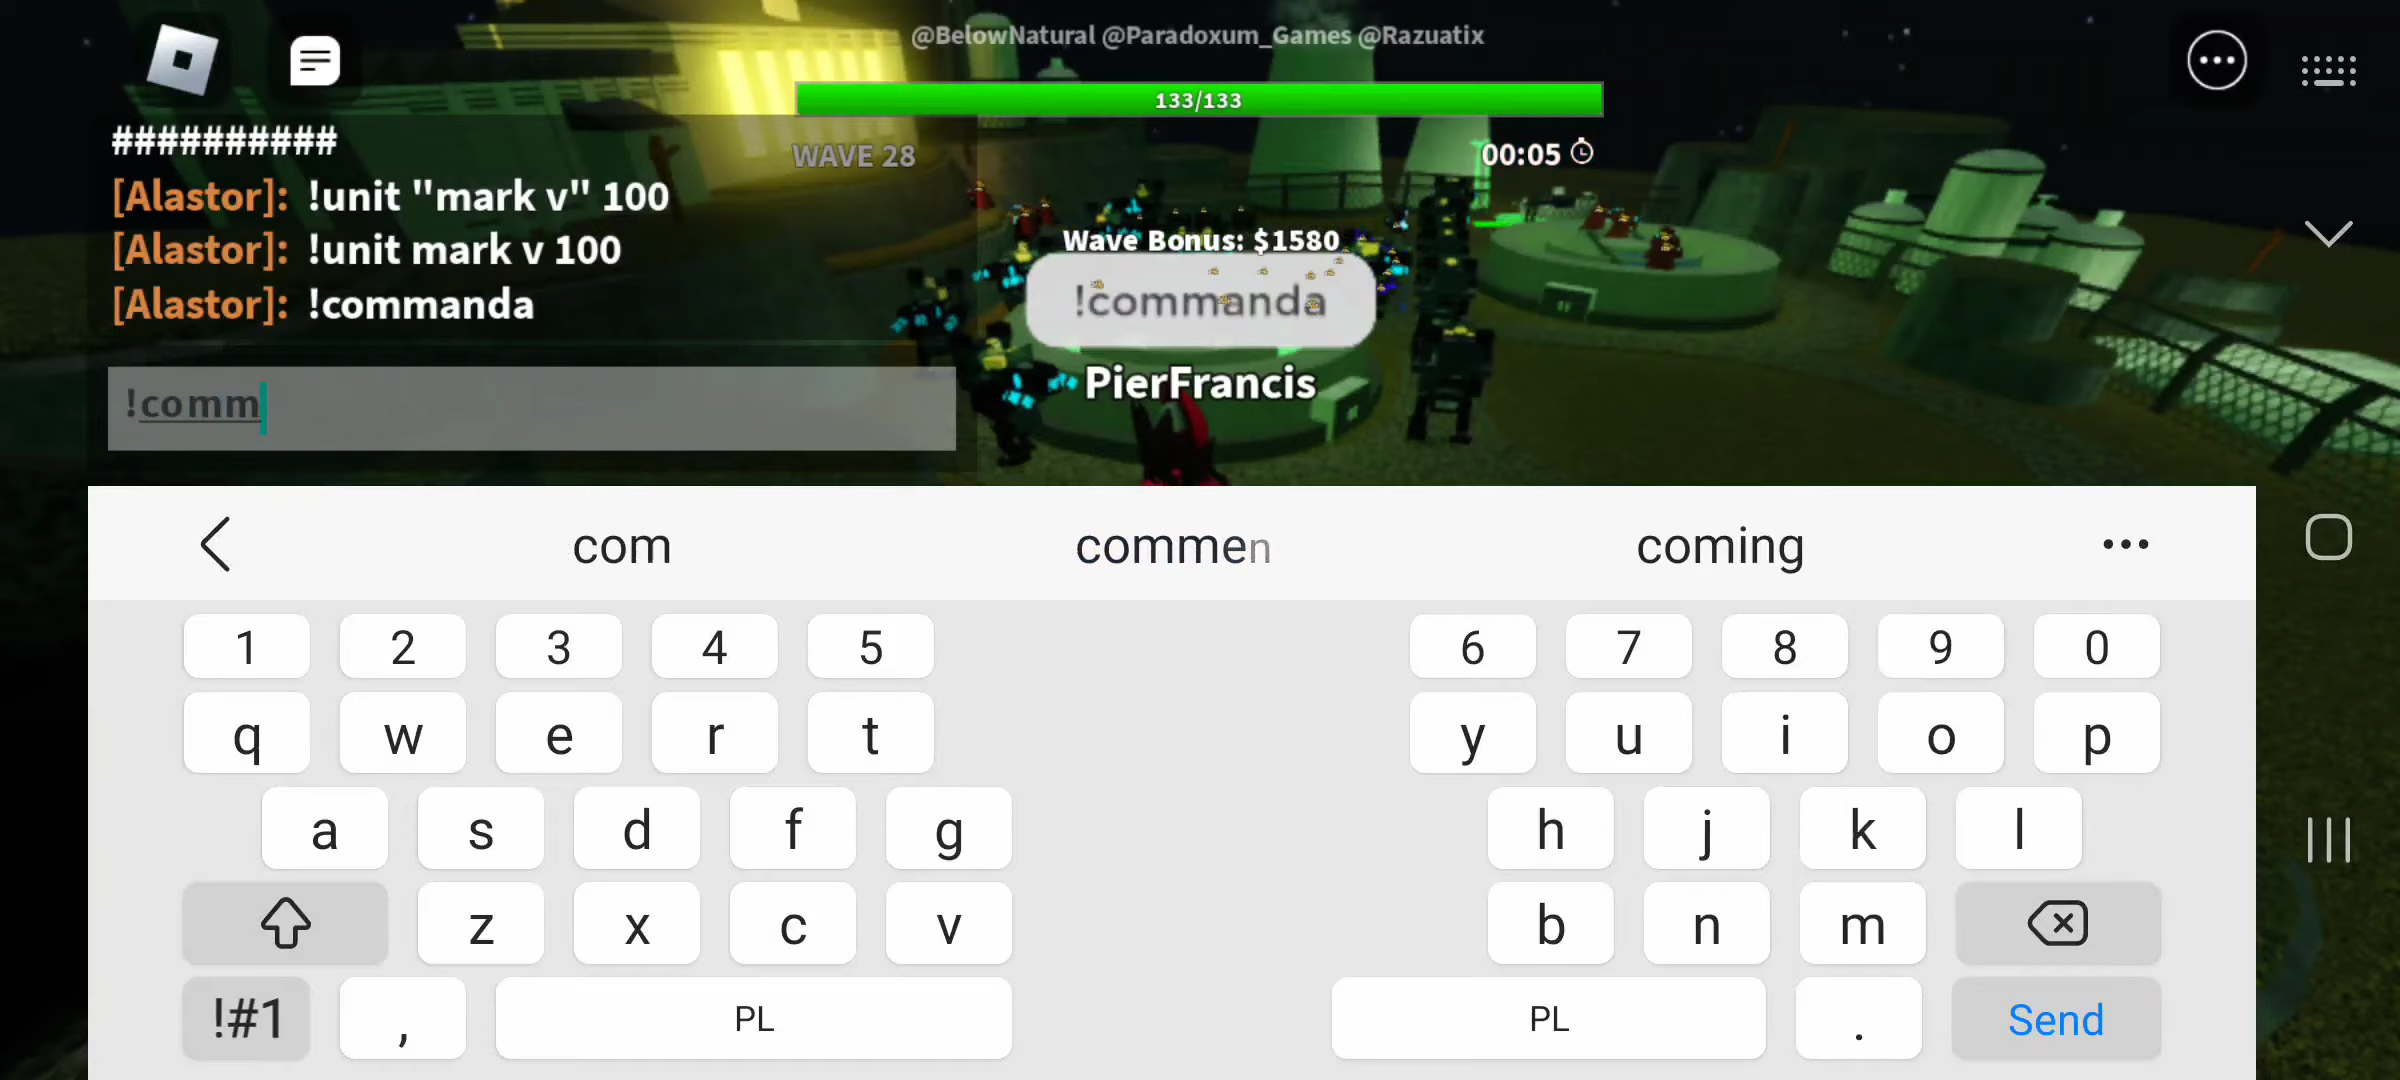 @BelowNatural @Paradoxum_Games @Razuatix
133/133
##########
WAVE 28
00:05
[Alastor]: !unit "mark v" 100
[Alastor]: !unit mark v 100
[Alastor]: !commanda
Wave Bonus: $1580
!commanda
PierFrancis
!comm
com
commen
coming
1 2 3 4 5 6 7 8 9 0
q w e r t y u i o p
a s d f g h j k l
z x c v b n m
!#1 , PL PL . Send